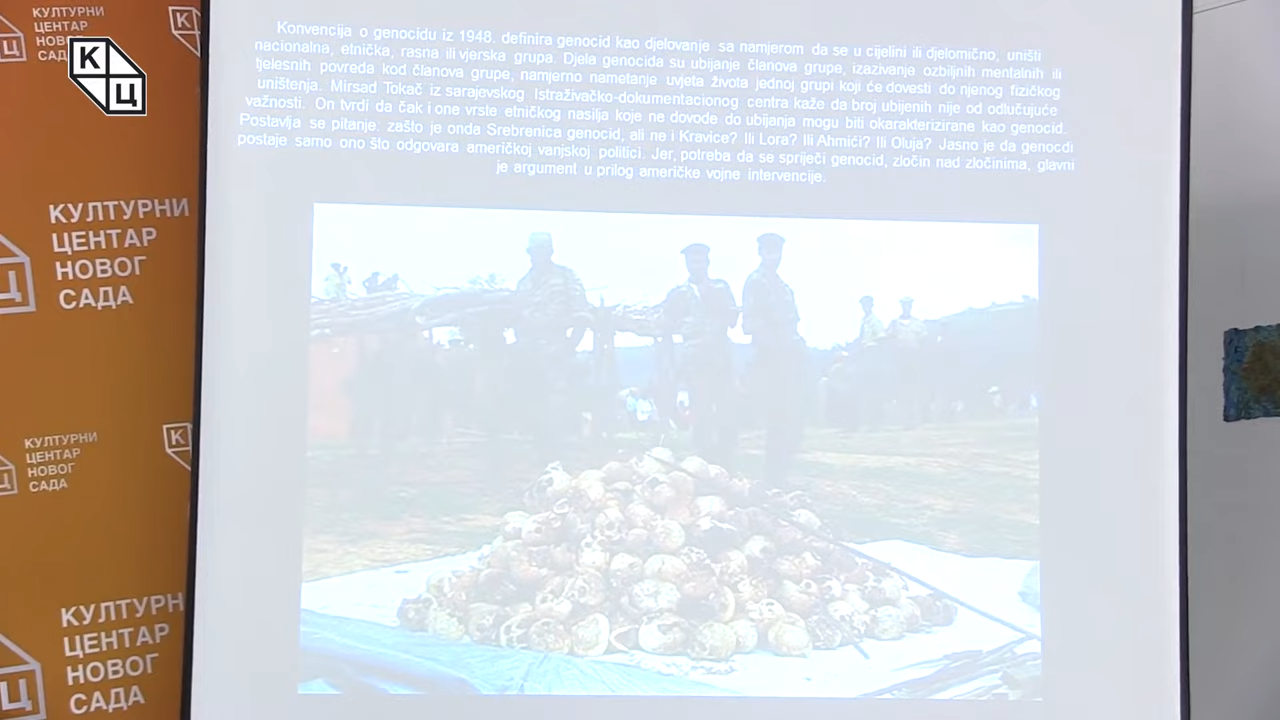 КУЛТУРНИ
ЦЕНТАР
НОВОГ
САДА
К
Ц
Konvencija o genocidu iz 1948. definira genocid kao djelovanje sa namjerom da se u cijelini ili djelomično, uništi
nacionalna, etnička, rasna ili vjerska grupa. Djela genocida su ubijanje članova grupe, izazivanje ozbiljnih mentalnih ili
tjelesnih povreda kod članova grupe, namjerno nametanje uvjeta života jednoj grupi koji će dovesti do njenog fizičkog
uništenja. Mirsad Tokač iz sarajevskog Istraživačko-dokumentacionog centra kaže da broj ubijenih nije od odlučujuće
važnosti. On tvrdi da čak i one vrste etničkog nasilja koje ne dovode do ubijanja mogu biti okarakterizirane kao genocid.
Postavlja se pitanje: zašto je onda Srebrenica genocid, ali ne i Kravice? Ili Lora? Ili Ahmići? Ili Oluja? Jasno je da genocdi
postaje samo ono što odgovara američkoj vanjskoj politici. Jer, potreba da se spriječi genocid, zločin nad zločinima, glavni
je argument u prilog američke vojne intervencije.
К
КУЛТУРНИ
ЦЕНТАР
НОВОГ
САДА
Ц
КУЛТУРНИ
ЦЕНТАР
НОВОГ
САДА
К
Ц
КУЛТУРН
ЦЕНТАР
НОВОГ
САДА
Ц